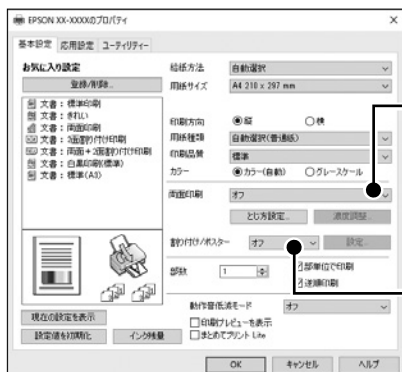 EPSON XX-XXXXのプロパティ
基本設定 応用設定 ユーティリティー
お気に入り設定
登録/削除...
文書：標準印刷
文書：きれい
文書：両面印刷
文書：2面割り付け印刷
文書：両面＋2面割り付け印刷
文書：白黒印刷(標準)
文書：標準(A3)
現在の設定を表示
設定値を初期化 インク残量
給紙方法 自動選択
用紙サイズ A4 210 x 297 mm
印刷方向 縦 横
用紙種類 自動選択(普通紙)
印刷品質 標準
カラー カラー(自動) グレースケール
両面印刷 オフ
とじ方設定... 濃度調整...
割り付け/ポスター オフ 設定...
部数 1 部単位で印刷
逆順印刷
動作音低減モード オフ
印刷プレビューを表示
まとめてプリント Lite
OK キャンセル ヘルプ